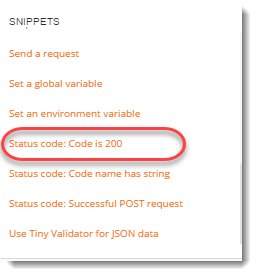 SNIPPETS
Send a request
Set a global variable
Set an environment variable
Status code: Code is 200
Status code: Code name has string
Status code: Successful POST request
Use Tiny Validator for JSON data